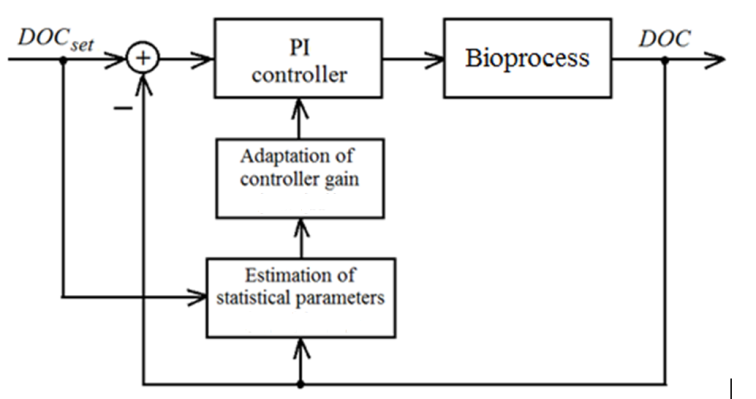 DOCset
DOC
+
PI
controller
Bioprocess
−
Adaptation of
controller gain
Estimation of
statistical parameters